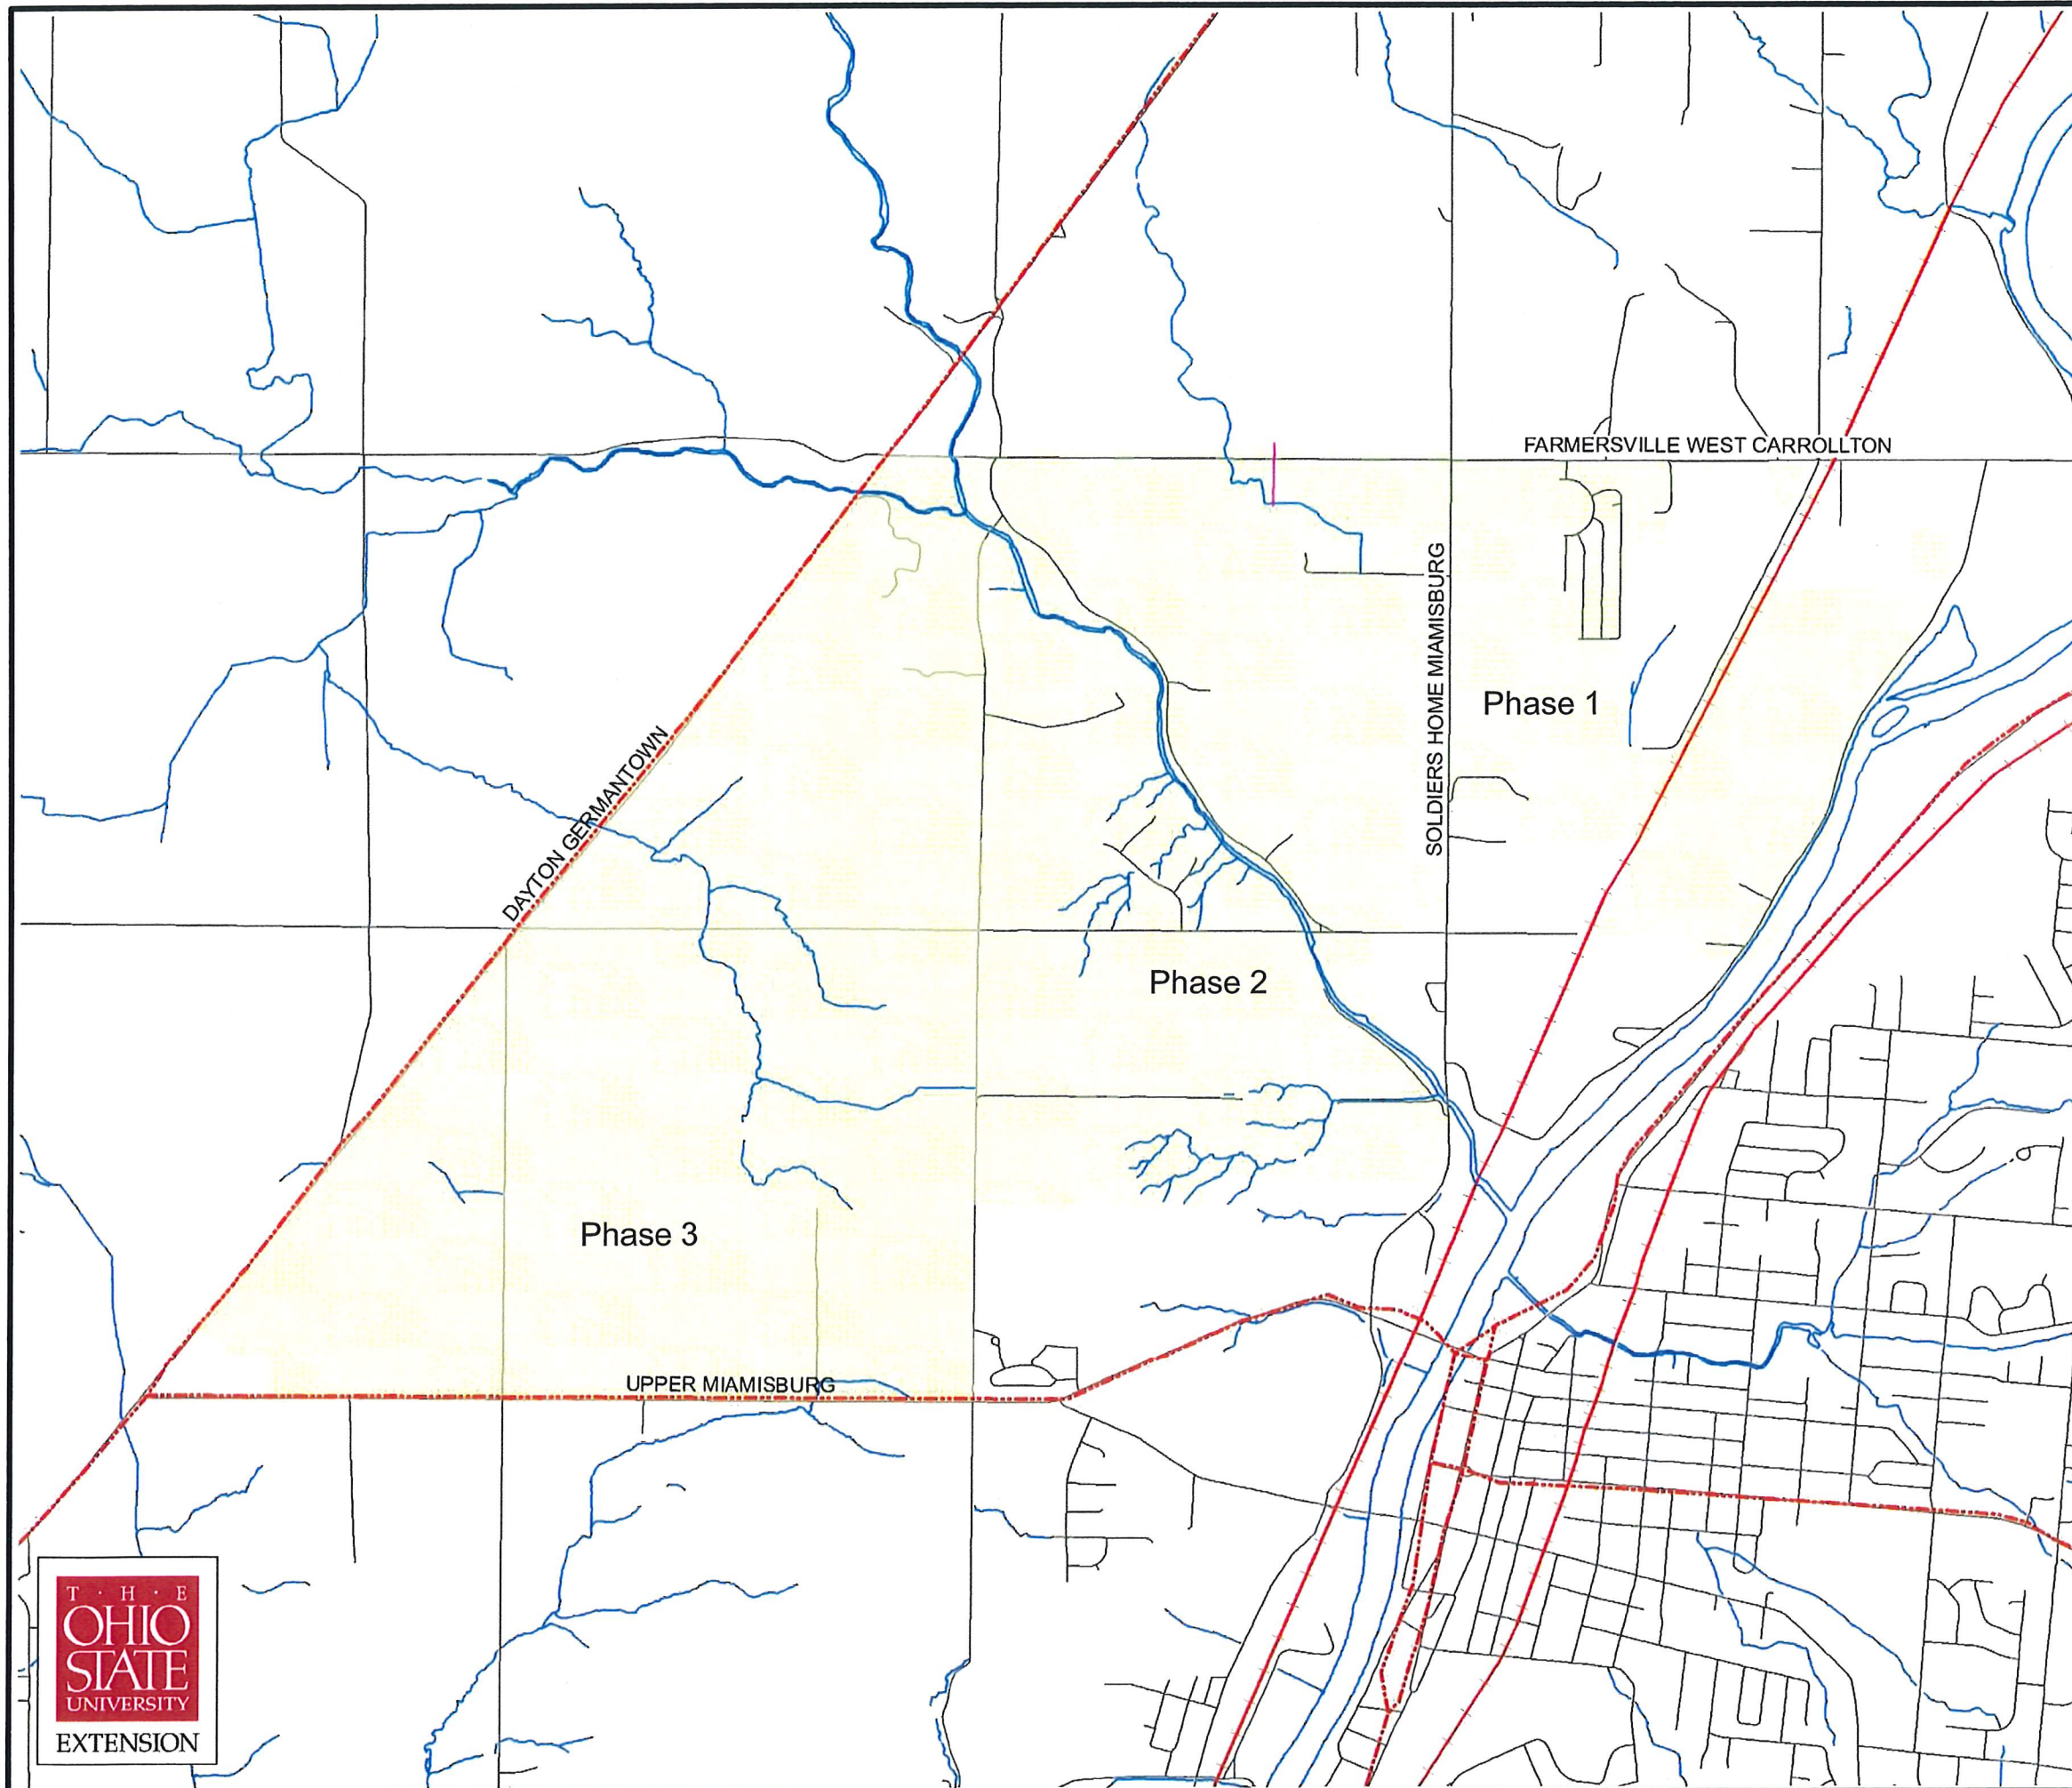 FARMERSVILLE WEST CARROLLTON
SOLDIERS HOME MIAMISBURG
Phase 1
DAYTON GERMANTOWN
Phase 2
Phase 3
UPPER MIAMISBURG
T · H · E
OHIO
STATE
UNIVERSITY
EXTENSION